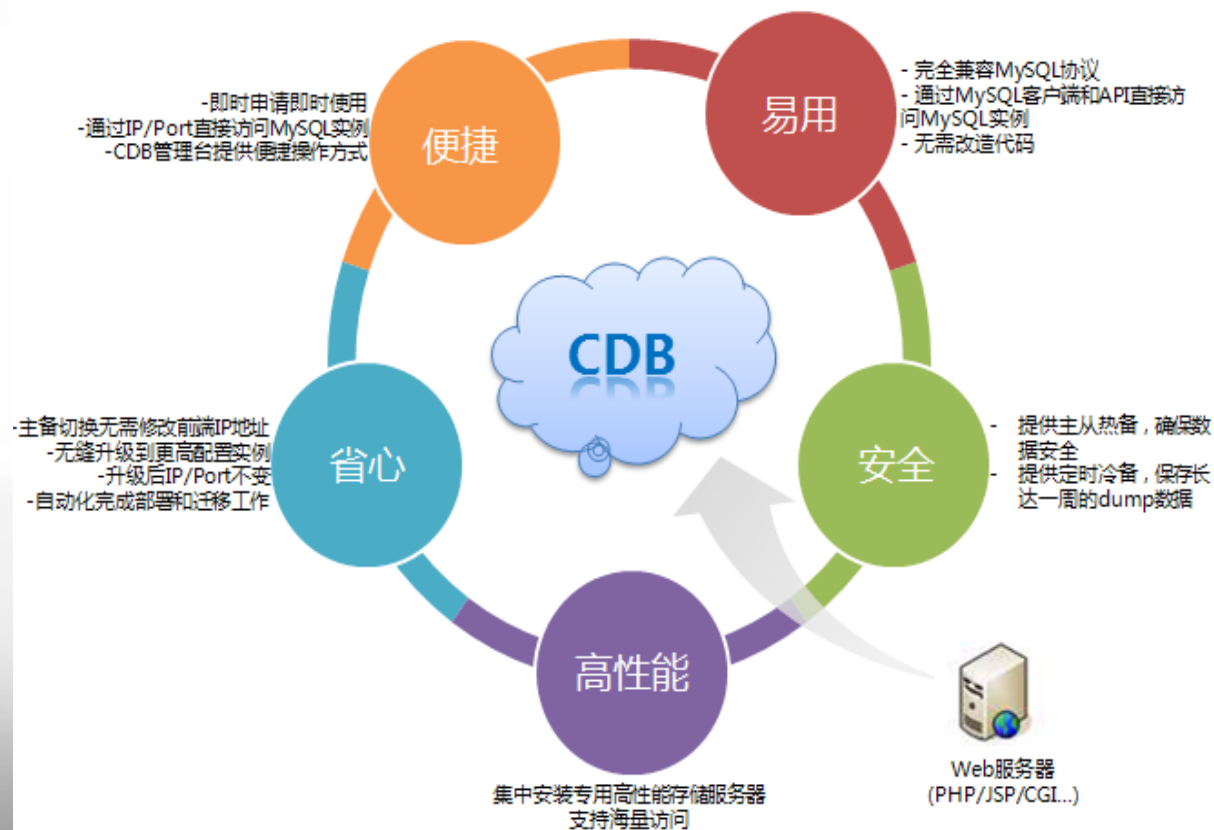 便捷
-即时申请即时使用
-通过IP/Port直接访问MySQL实例
-CDB管理台提供便捷操作方式
易用
- 完全兼容MySQL协议
- 通过MySQL客户端和API直接访
问MySQL实例
- 无需改造代码
CDB
省心
-主备切换无需修改前端IP地址
-无缝升级到更高配置实例
-升级后IP/Port不变
-自动化完成部署和迁移工作
安全
- 提供主从热备，确保数
据安全
- 提供定时冷备，保存长
达一周的dump数据
高性能
集中安装专用高性能存储服务器
支持海量访问
Web服务器
(PHP/JSP/CGI...)